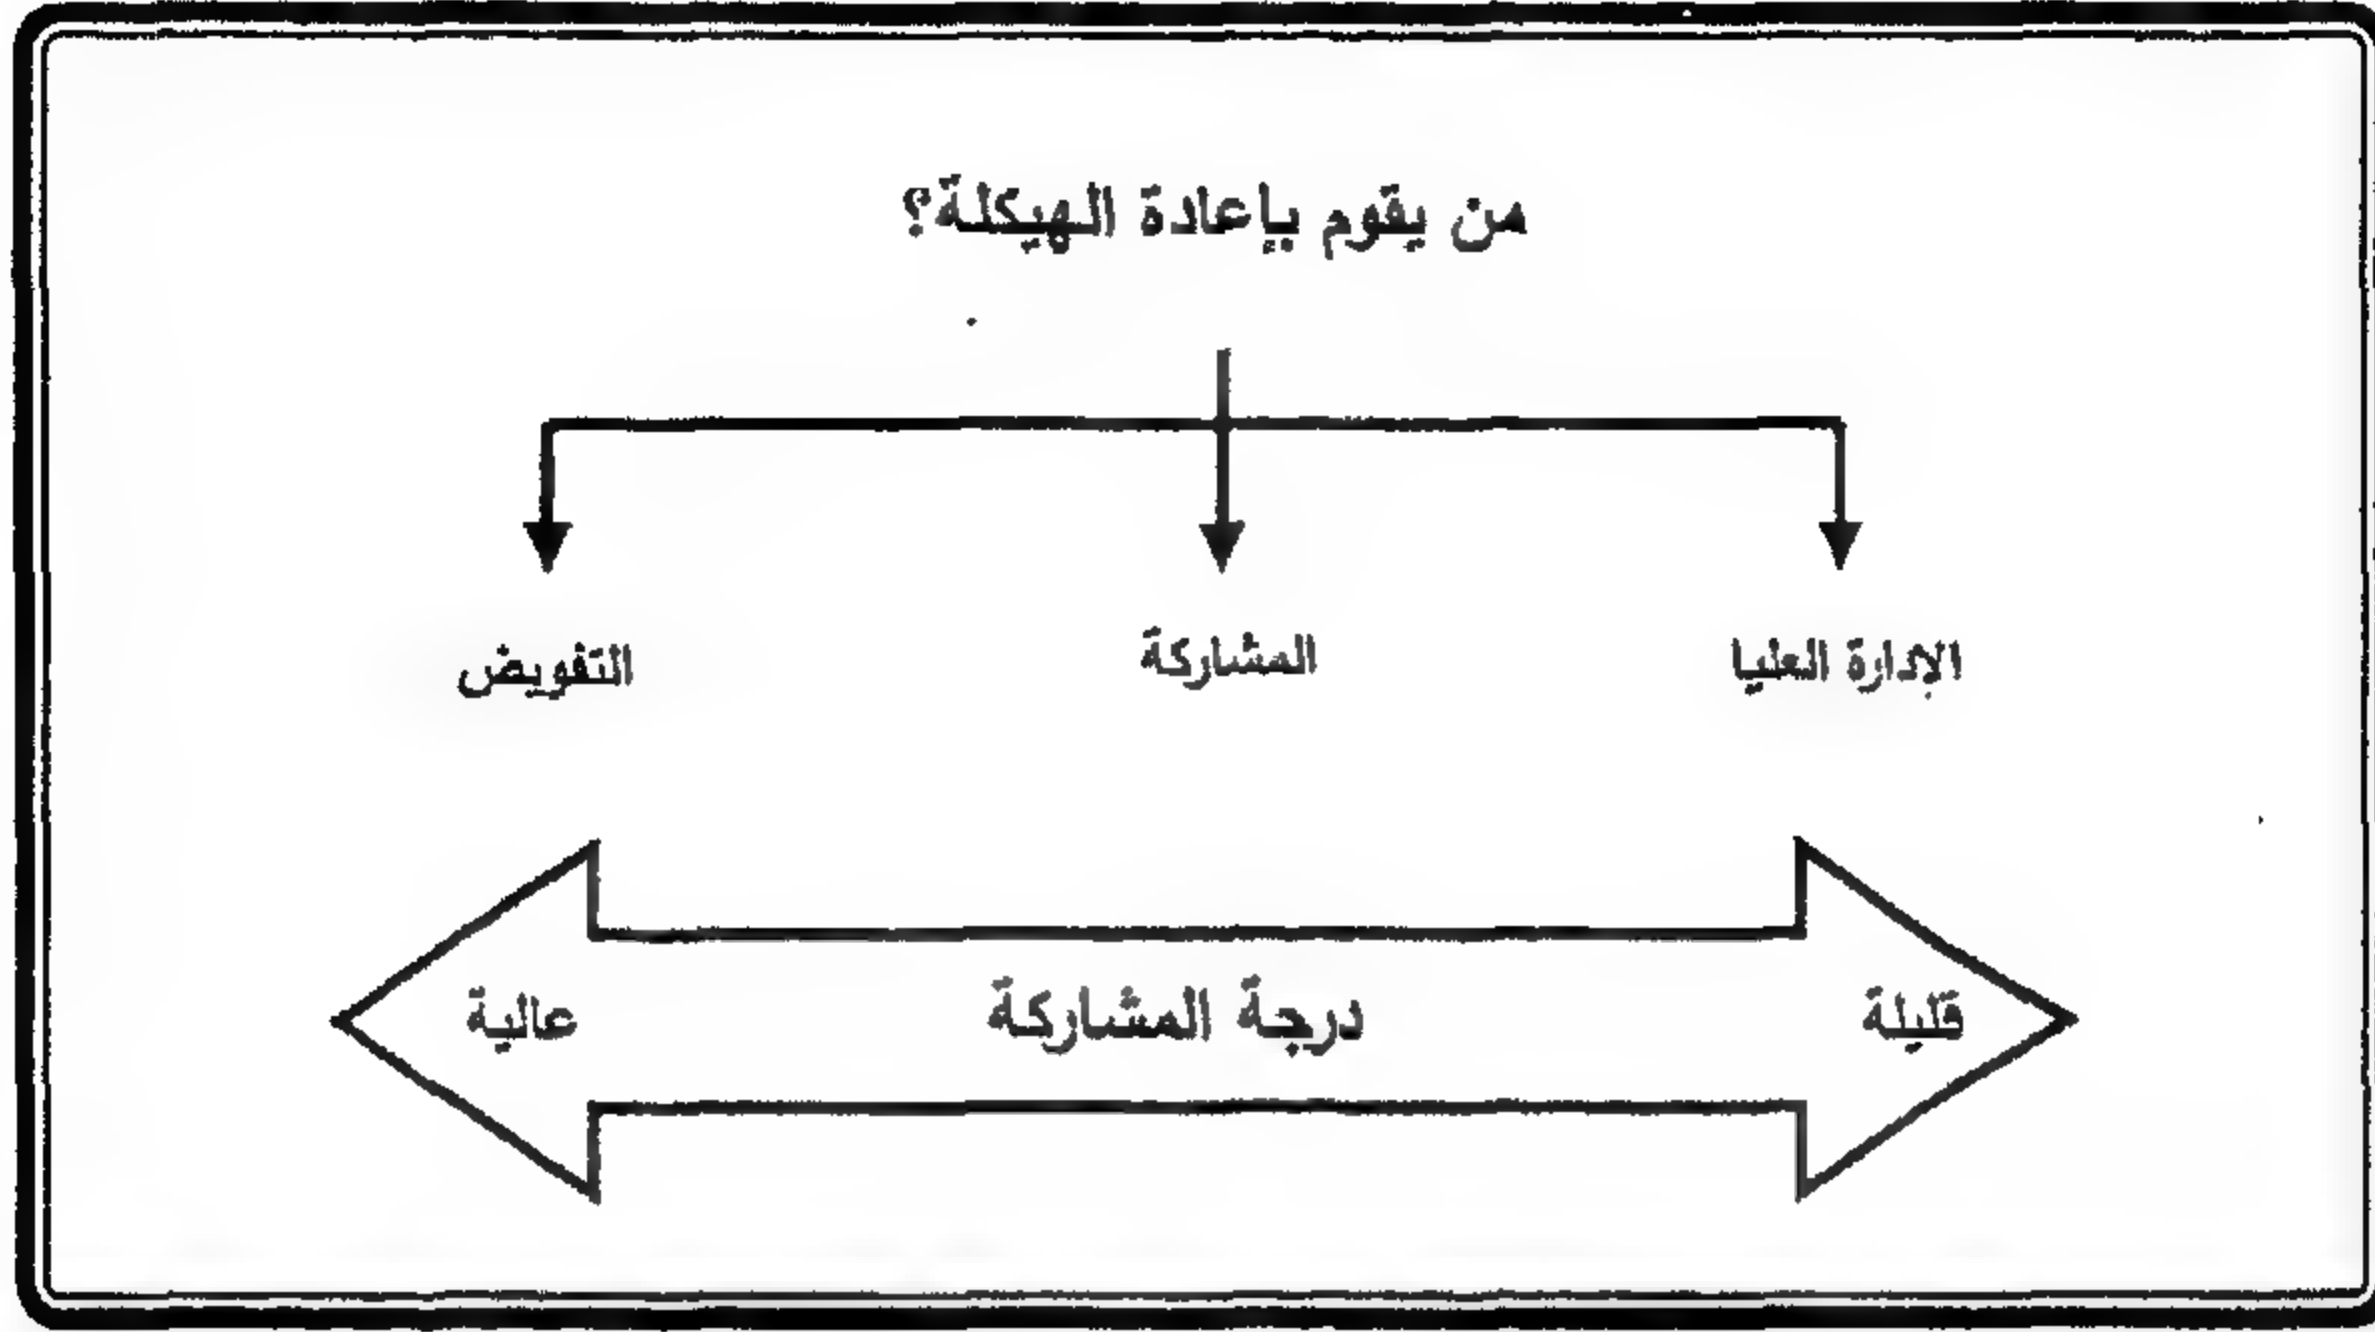 من يقوم بإعادة الهيكلة؟
الإدارة العليا المشاركة التفويض
قليلة درجة المشاركة عالية